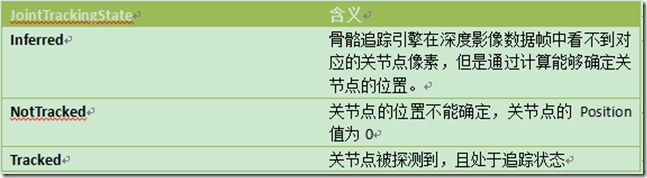 JointTrackingState 含义
Inferred 骨骼追踪引擎在深度影像数据帧中看不到对
应的关节点像素，但是通过计算能够确定关
节点的位置。
NotTracked 关节点的位置不能确定，关节点的 Position
值为 0
Tracked 关节点被探测到，且处于追踪状态